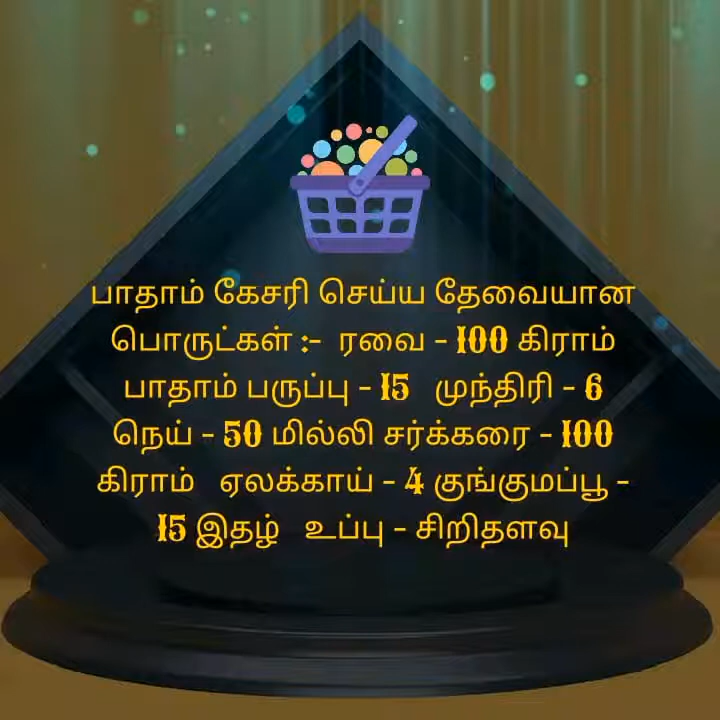 பாதாம் கேசரி செய்ய தேவையான
பொருட்கள் :- ரவை - 100 கிராம்
பாதாம் பருப்பு - 15 முந்திரி - 6
நெய் - 50 மில்லி சர்க்கரை - 100
கிராம் ஏலக்காய் - 4 குங்குமப்பூ -
15 இதழ் உப்பு - சிறிதளவு